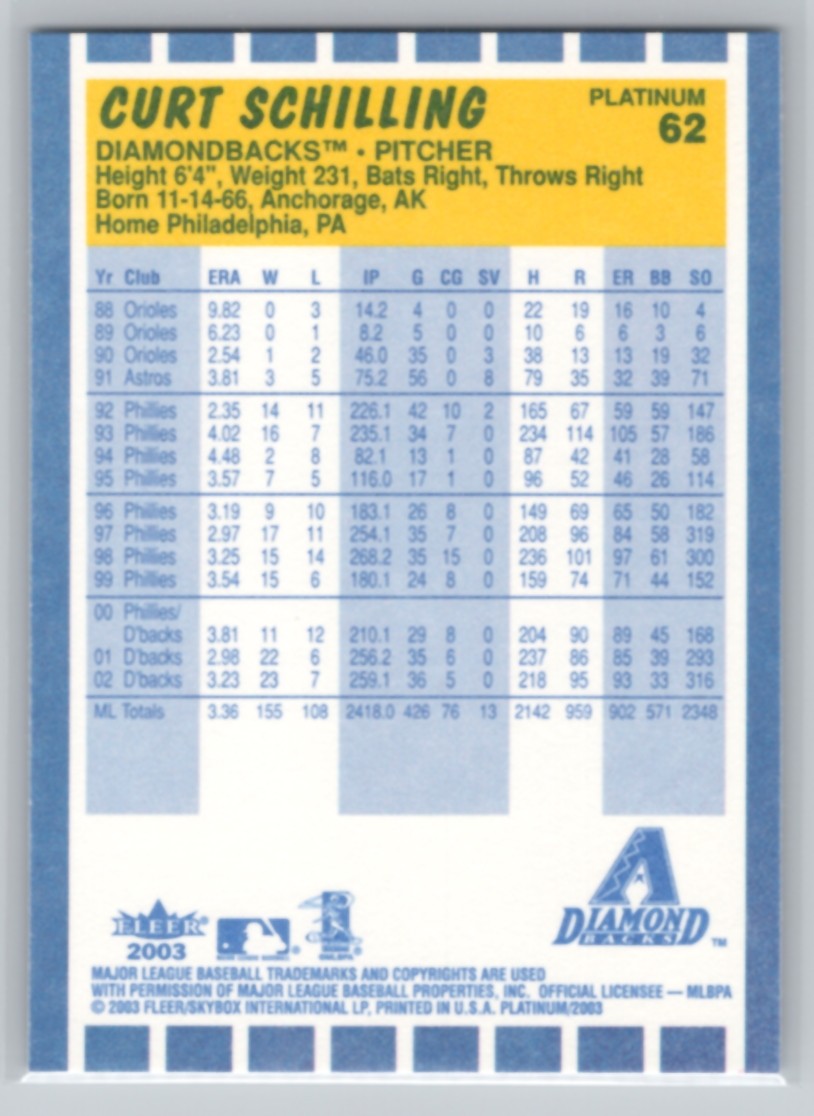 CURT SCHILLING PLATINUM 62
DIAMONDBACKS™ • PITCHER
Height 6'4", Weight 231, Bats Right, Throws Right
Born 11-14-66, Anchorage, AK
Home Philadelphia, PA
Yr Club ERA W L IP G CG SV H R ER BB SO
88 Orioles 9.82 0 3 14.2 4 0 0 22 19 16 10 4
89 Orioles 6.23 0 1 8.2 5 0 0 10 6 6 3 6
90 Orioles 2.54 1 2 46.0 35 0 3 38 13 13 19 32
91 Astros 3.81 3 5 75.2 56 0 8 79 35 32 39 71
92 Phillies 2.35 14 11 226.1 42 10 2 165 67 59 59 147
93 Phillies 4.02 16 7 235.1 34 7 0 234 114 105 57 186
94 Phillies 4.48 2 8 82.1 13 1 0 87 42 41 28 58
95 Phillies 3.57 7 5 116.0 17 1 0 96 52 46 26 114
96 Phillies 3.19 9 10 183.1 26 8 0 149 69 65 50 182
97 Phillies 2.97 17 11 254.1 35 7 0 208 96 84 58 319
98 Phillies 3.25 15 14 268.2 35 15 0 236 101 97 61 300
99 Phillies 3.54 15 6 180.1 24 8 0 159 74 71 44 152
00 Phillies/
D'backs 3.81 11 12 210.1 29 8 0 204 90 89 45 168
01 D'backs 2.98 22 6 256.2 35 6 0 237 86 85 39 293
02 D'backs 3.23 23 7 259.1 36 5 0 218 95 93 33 316
ML Totals 3.36 155 108 2418.0 426 76 13 2142 959 902 571 2348
A
DIAMOND
BACKS ™
FLEER®
2003
MAJOR LEAGUE BASEBALL TRADEMARKS AND COPYRIGHTS ARE USED
WITH PERMISSION OF MAJOR LEAGUE BASEBALL PROPERTIES, INC. OFFICIAL LICENSEE — MLBPA
© 2003 FLEER/SKYBOX INTERNATIONAL LP, PRINTED IN U.S.A. PLATINUM/2003